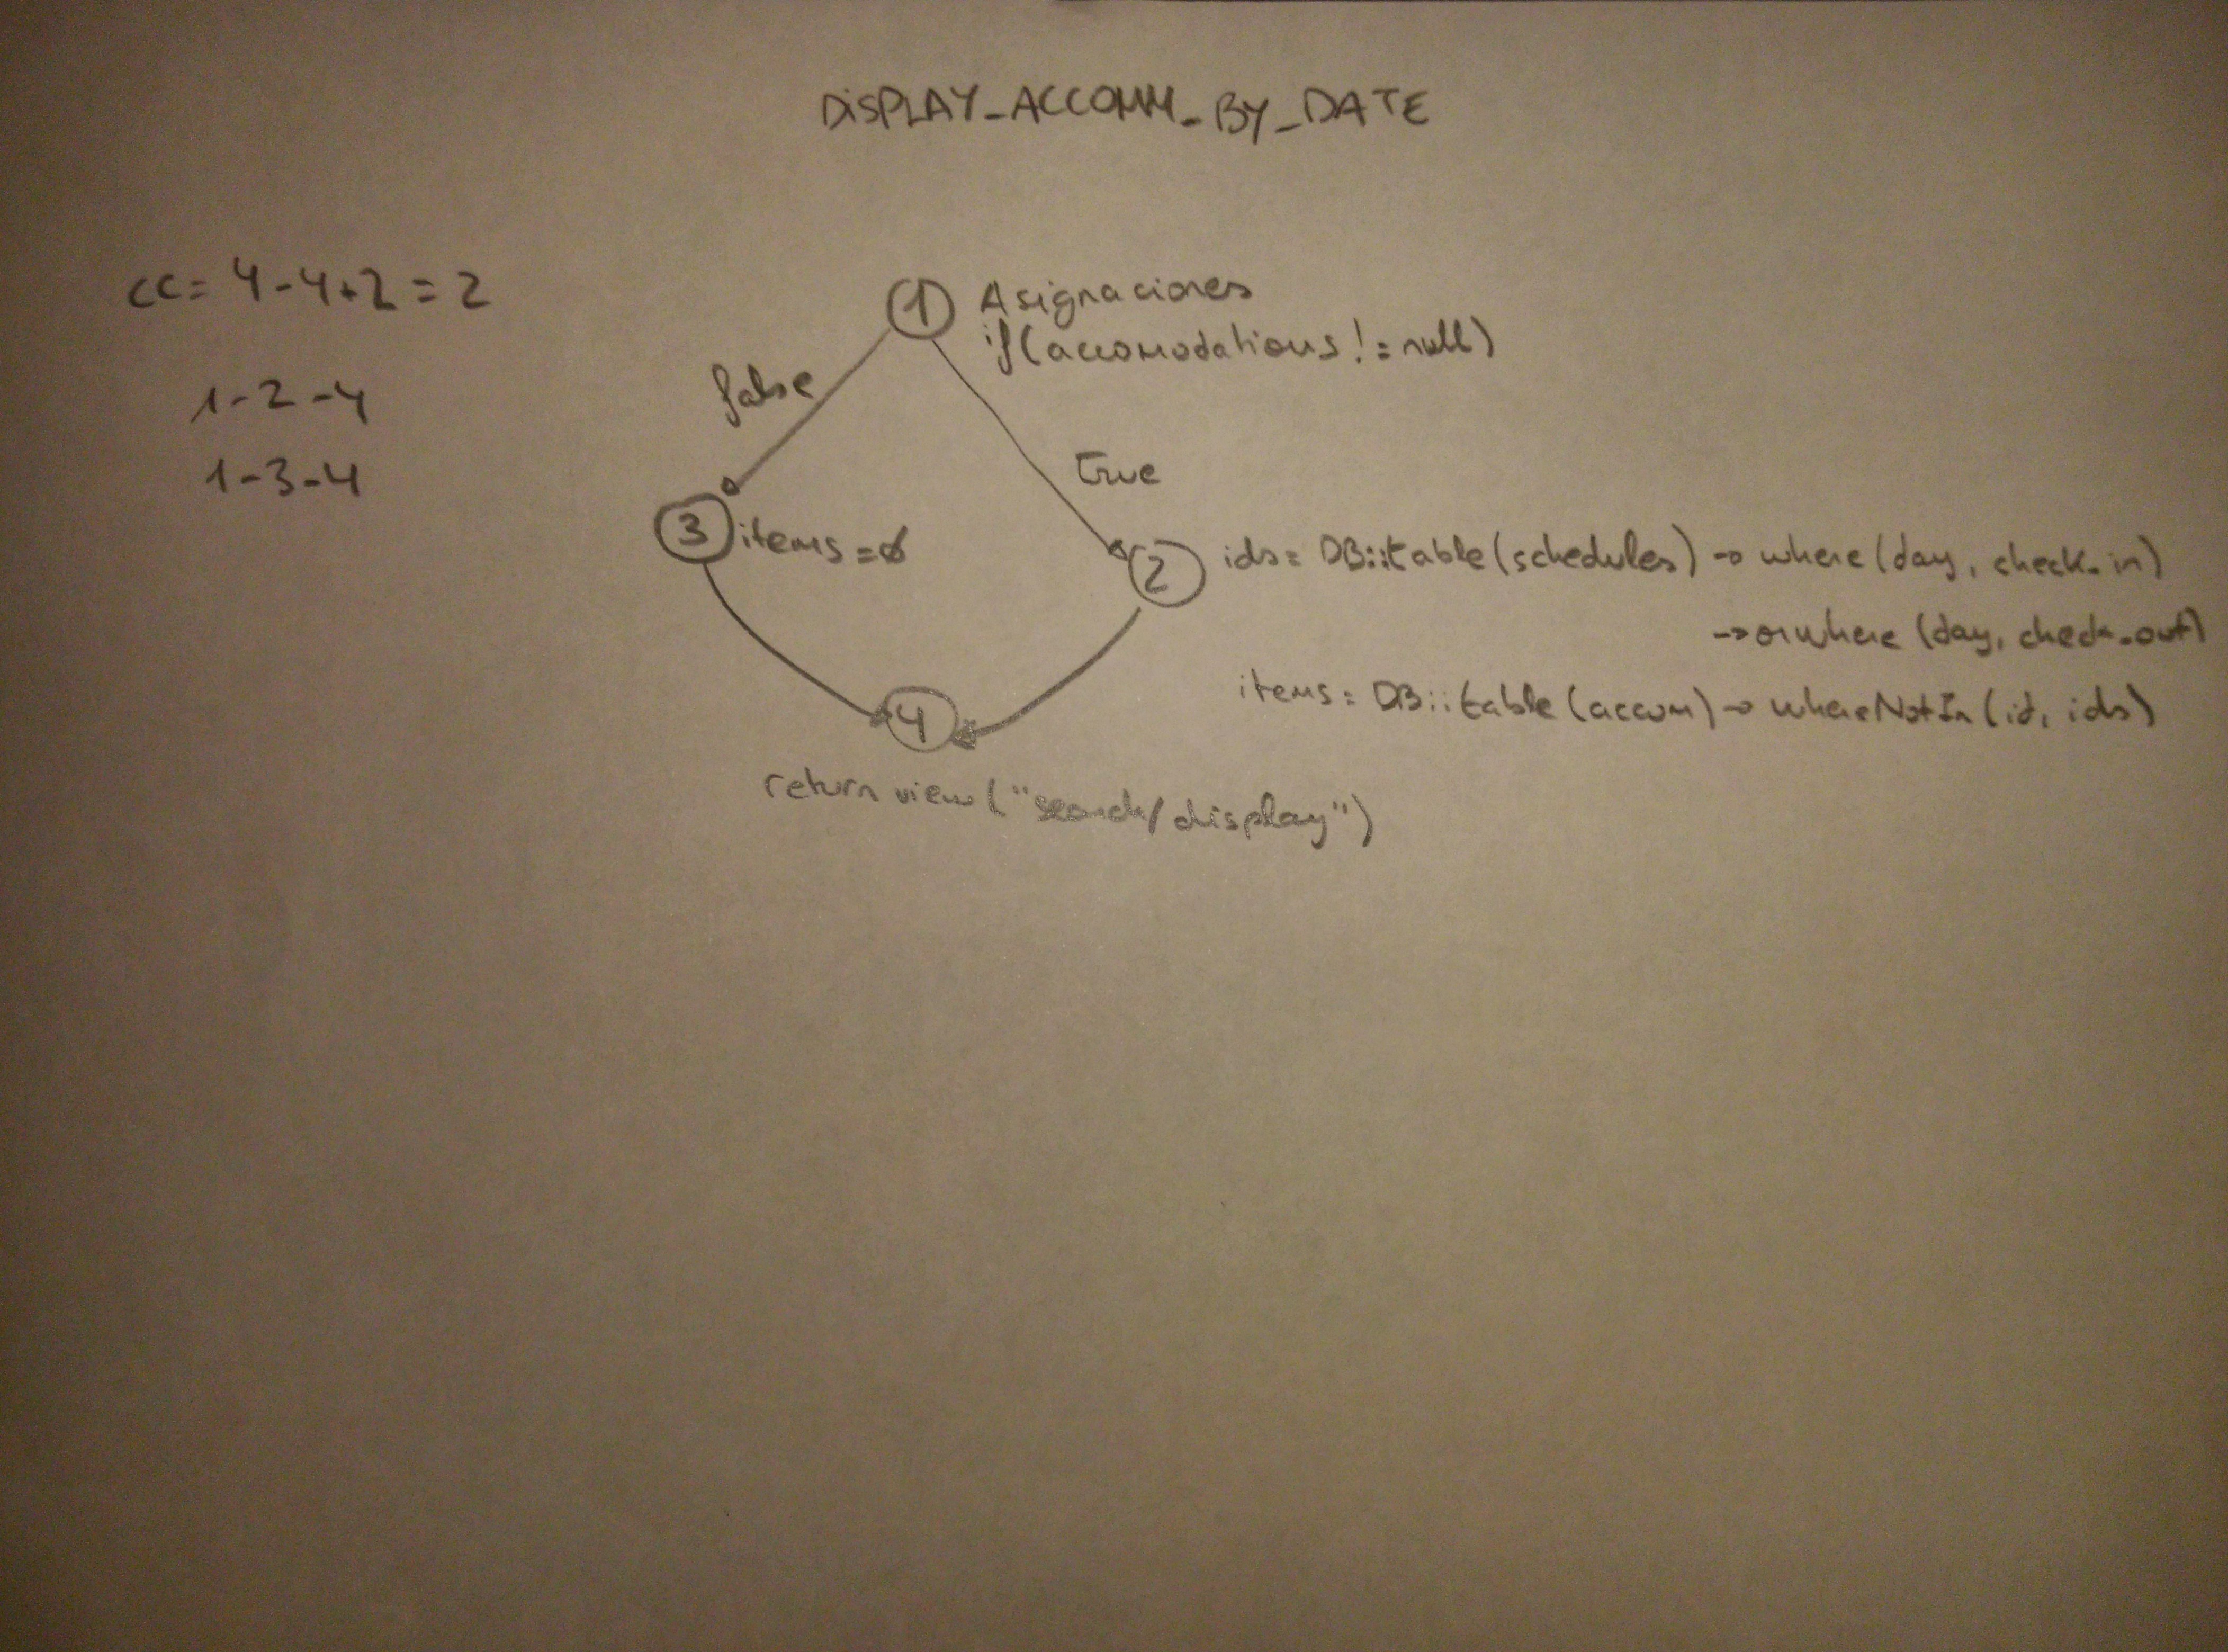 DISPLAY_ACCOMM_BY_DATE
CC= 4-4+2=2
1-2-4
1-3-4
1 Asignaciones
if(accomodations!=null)
false
true
3 items=ø
2 ids= DB::table(schedules)→where(day, check_in)
→orwhere(day, check_out)
items= DB::table(accom)→whereNotIn(id, ids)
4
return view("search/display")